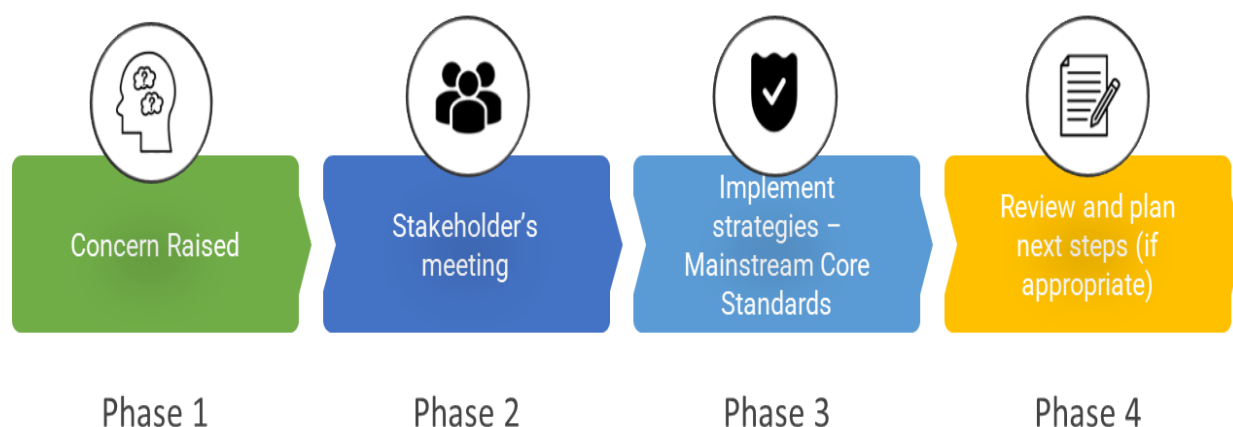 Concern Raised
Stakeholder's
meeting
Implement
strategies –
Mainstream Core
Standards
Review and plan
next steps (if
appropriate)
Phase 1
Phase 2
Phase 3
Phase 4